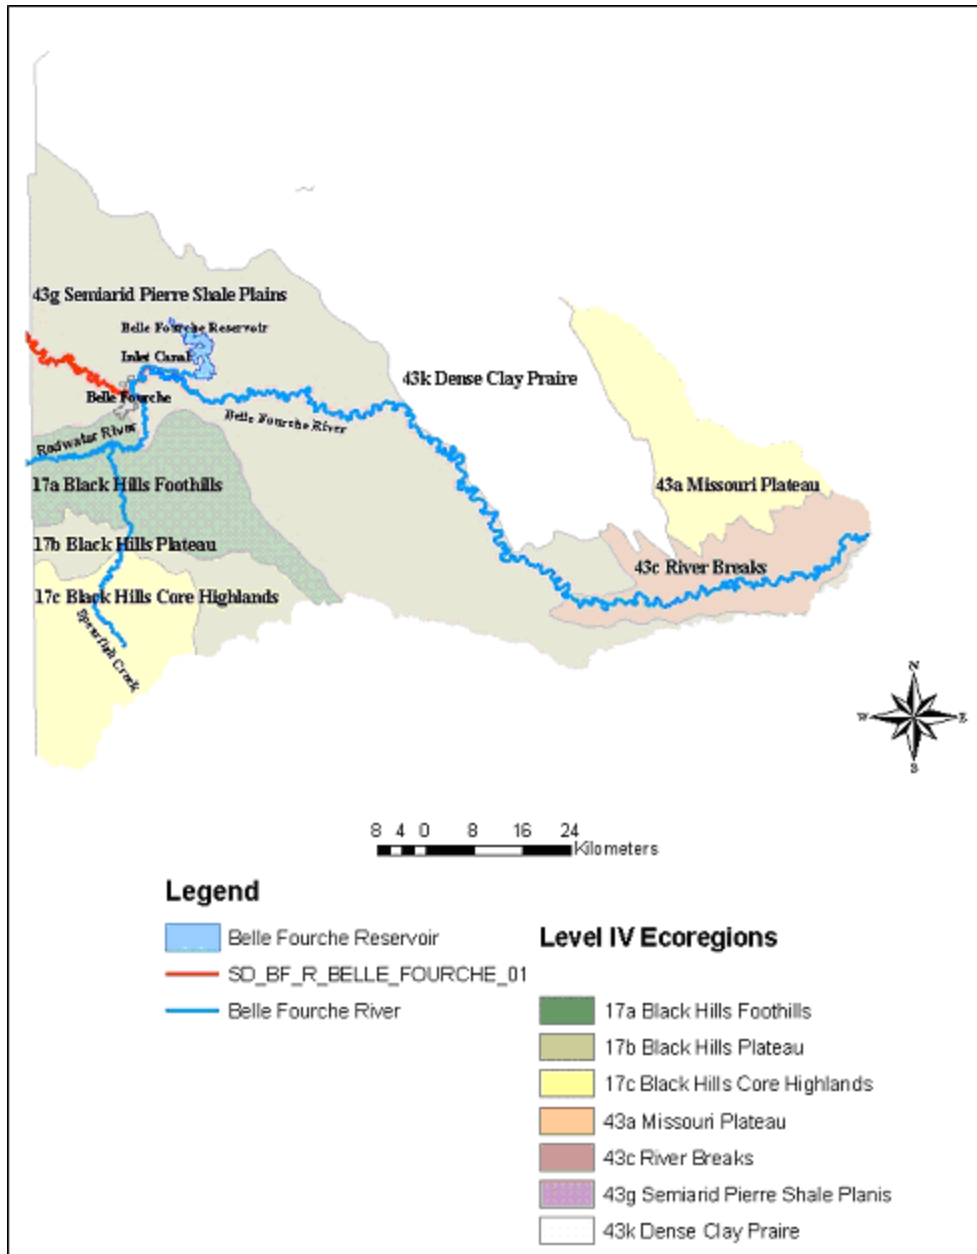 43g Semiarid Pierre Shale Plains
Belle Fourche Reservoir
Inlet Canal
43k Dense Clay Praire
Belle Fourche
Belle Fourche River
Redwater River
17a Black Hills Foothills
43a Missouri Plateau
17b Black Hills Plateau
43c River Breaks
17c Black Hills Core Highlands
Spearfish Creek
N
W
E
S
8 4 0 8 16 24
Kilometers
Legend
Belle Fourche Reservoir
SD_BF_R_BELLE_FOURCHE_01
Belle Fourche River
Level IV Ecoregions
17a Black Hills Foothills
17b Black Hills Plateau
17c Black Hills Core Highlands
43a Missouri Plateau
43c River Breaks
43g Semiarid Pierre Shale Planis
43k Dense Clay Praire